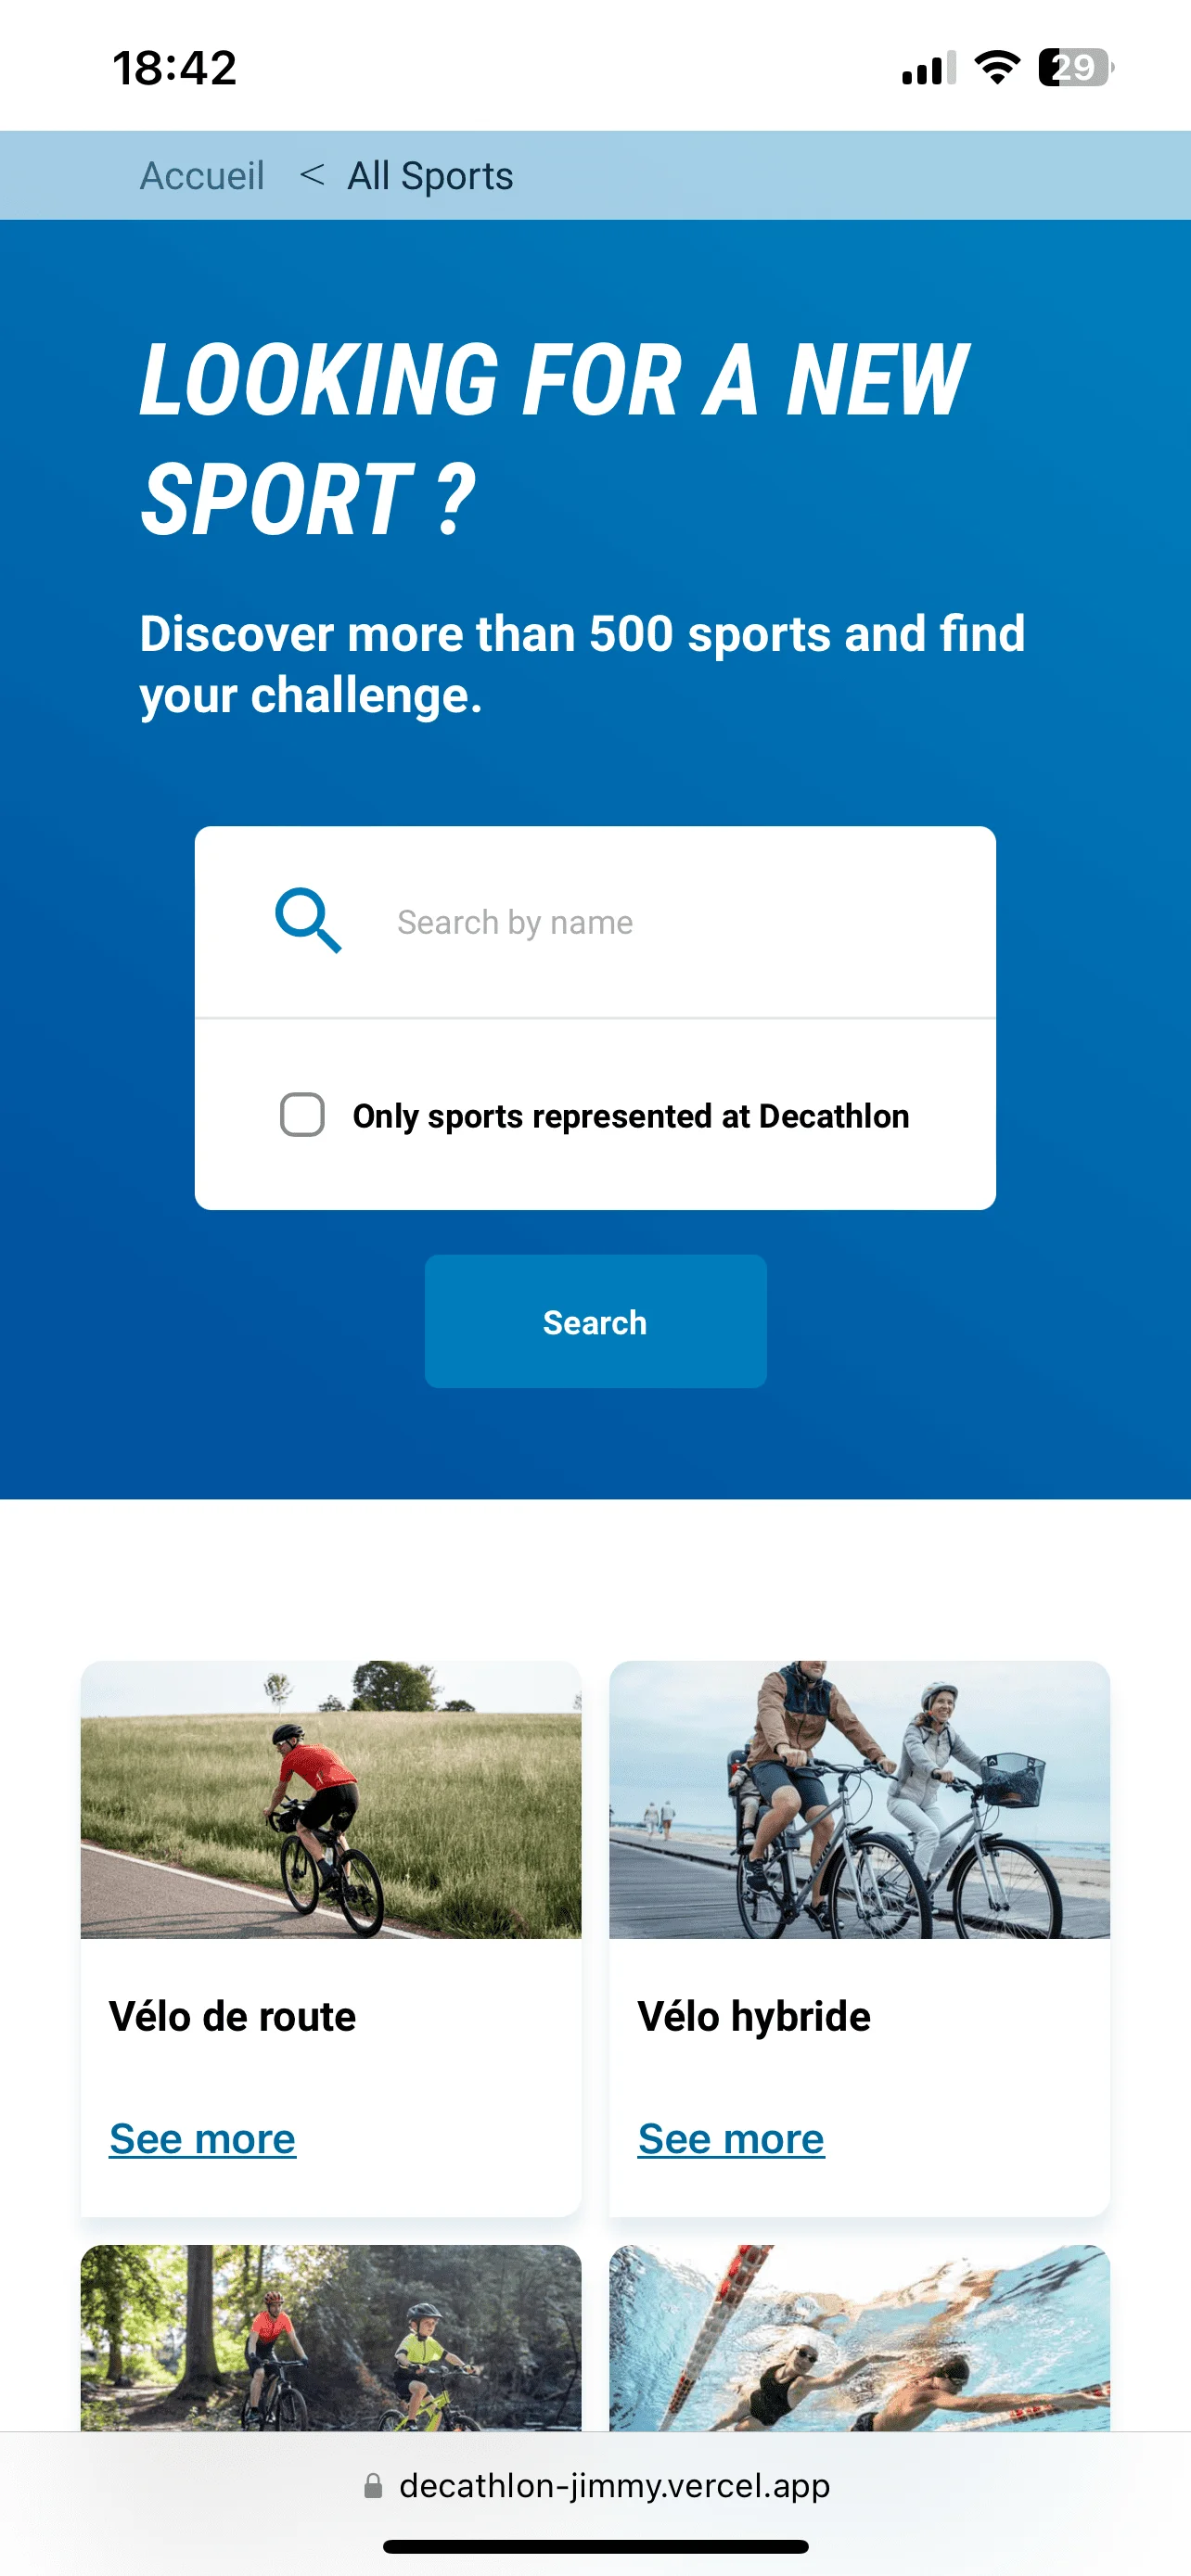 18:42
29
Accueil < All Sports
LOOKING FOR A NEW
SPORT ?
Discover more than 500 sports and find
your challenge.
Search by name
Only sports represented at Decathlon
Search
Vélo de route
Vélo hybride
See more
See more
decathlon-jimmy.vercel.app